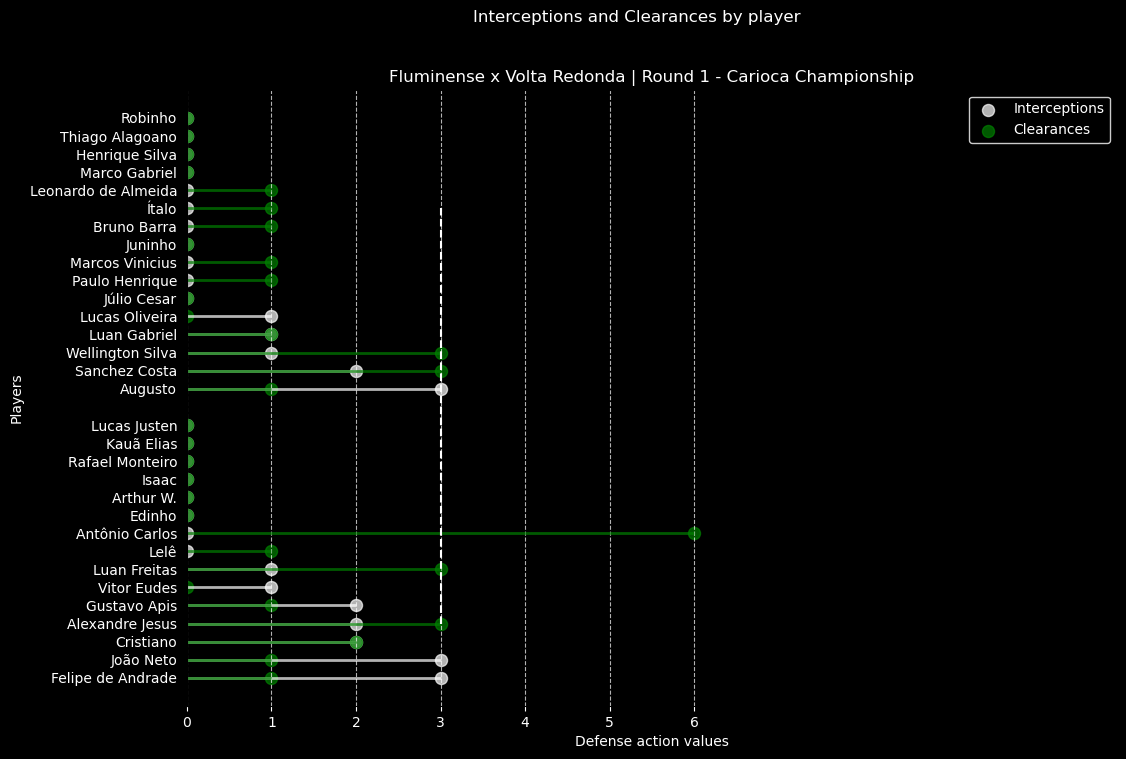 Interceptions and Clearances by player
Fluminense x Volta Redonda | Round 1 - Carioca Championship
Interceptions
Clearances
Robinho
Thiago Alagoano
Henrique Silva
Marco Gabriel
Leonardo de Almeida
Ítalo
Bruno Barra
Juninho
Marcos Vinicius
Paulo Henrique
Júlio Cesar
Lucas Oliveira
Luan Gabriel
Wellington Silva
Sanchez Costa
Augusto
Lucas Justen
Kauã Elias
Rafael Monteiro
Isaac
Arthur W.
Edinho
Antônio Carlos
Lelê
Luan Freitas
Vitor Eudes
Gustavo Apis
Alexandre Jesus
Cristiano
João Neto
Felipe de Andrade
Players
0 1 2 3 4 5 6
Defense action values